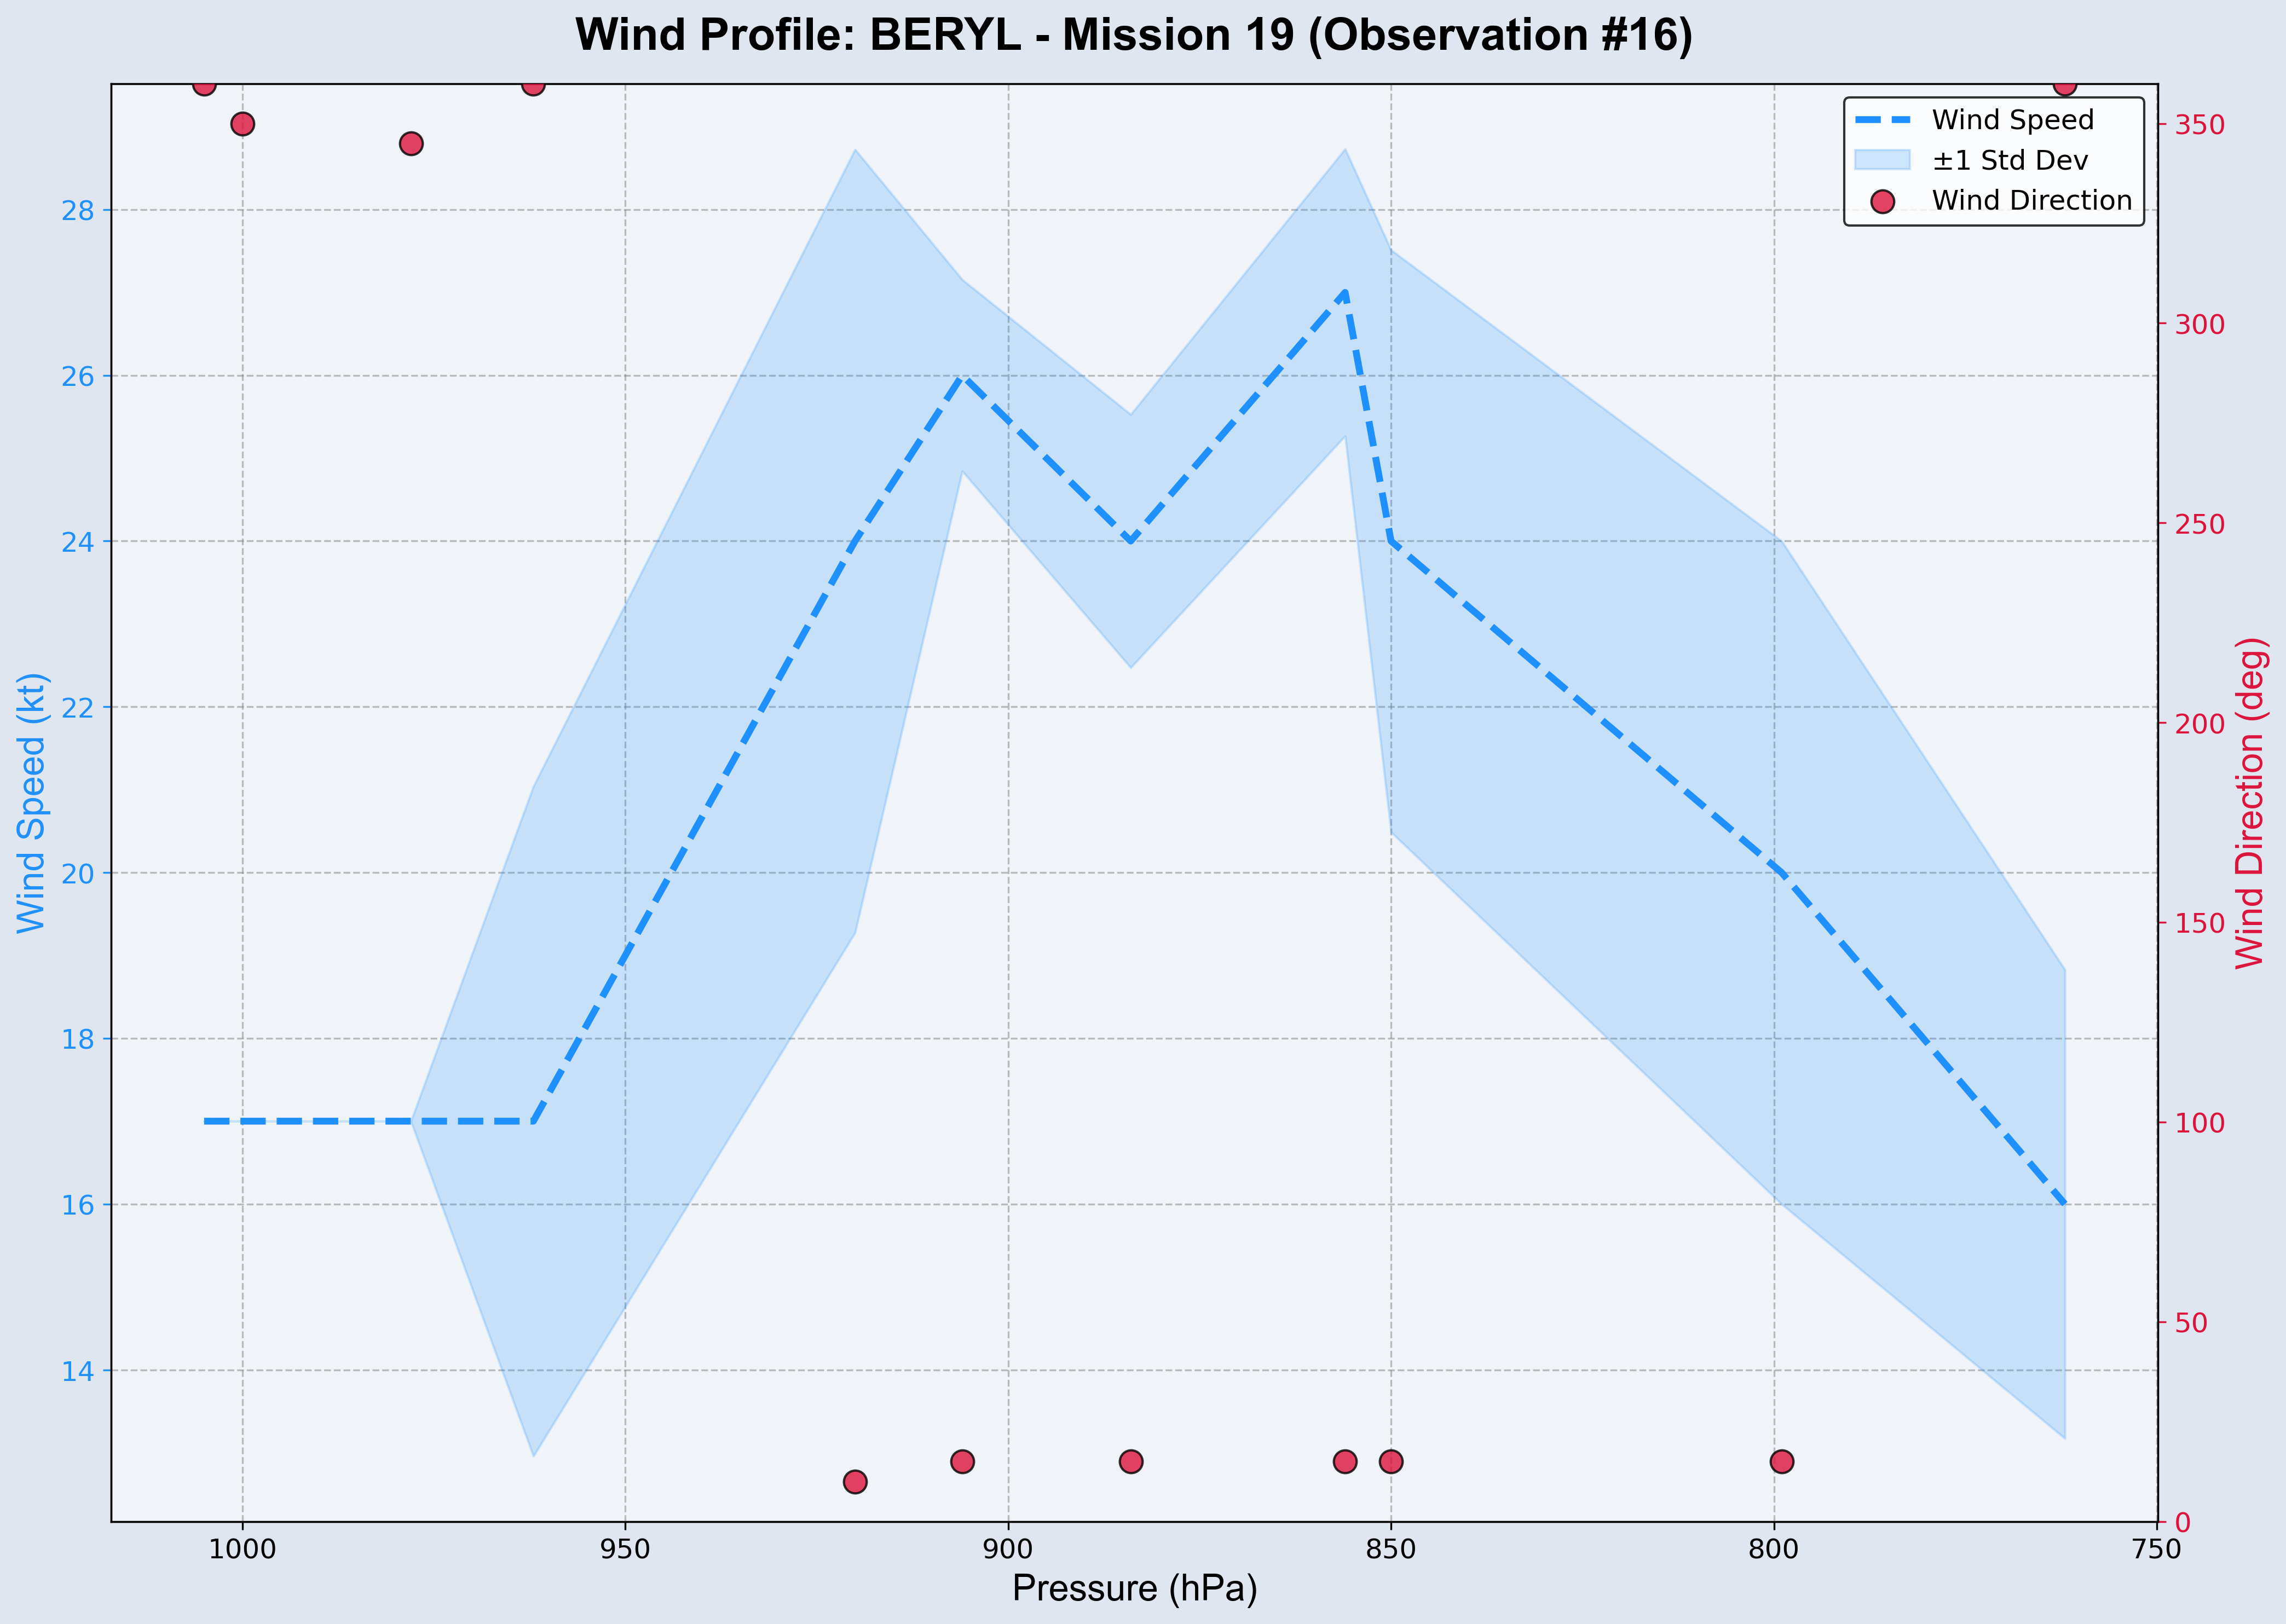 Wind Profile: BERYL - Mission 19 (Observation #16)
Wind Speed
±1 Std Dev
Wind Direction
28
26
24
22
20
18
16
14
Wind Speed (kt)
350
300
250
200
150
100
50
0
Wind Direction (deg)
1000 950 900 850 800 750
Pressure (hPa)